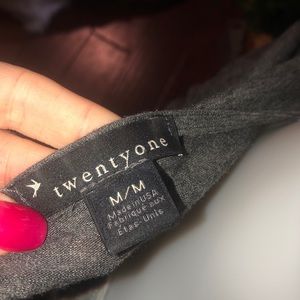 twentyone
M/M
Made in USA
Fabriqué aux
États-Unis